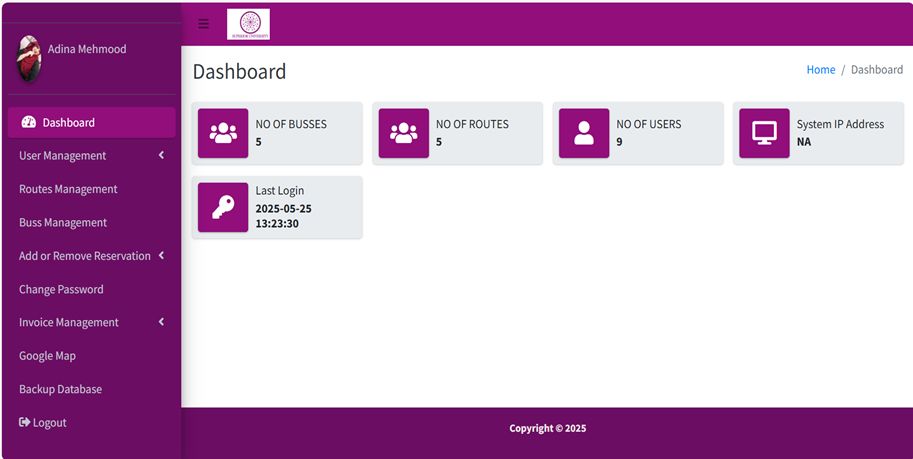 Adina Mehmood
SUPERIOR UNIVERSITY
Dashboard
Home / Dashboard
Dashboard
User Management
Routes Management
Buss Management
Add or Remove Reservation
Change Password
Invoice Management
Google Map
Backup Database
Logout
NO OF BUSSES
5
NO OF ROUTES
5
NO OF USERS
9
System IP Address
NA
Last Login
2025-05-25
13:23:30
Copyright © 2025